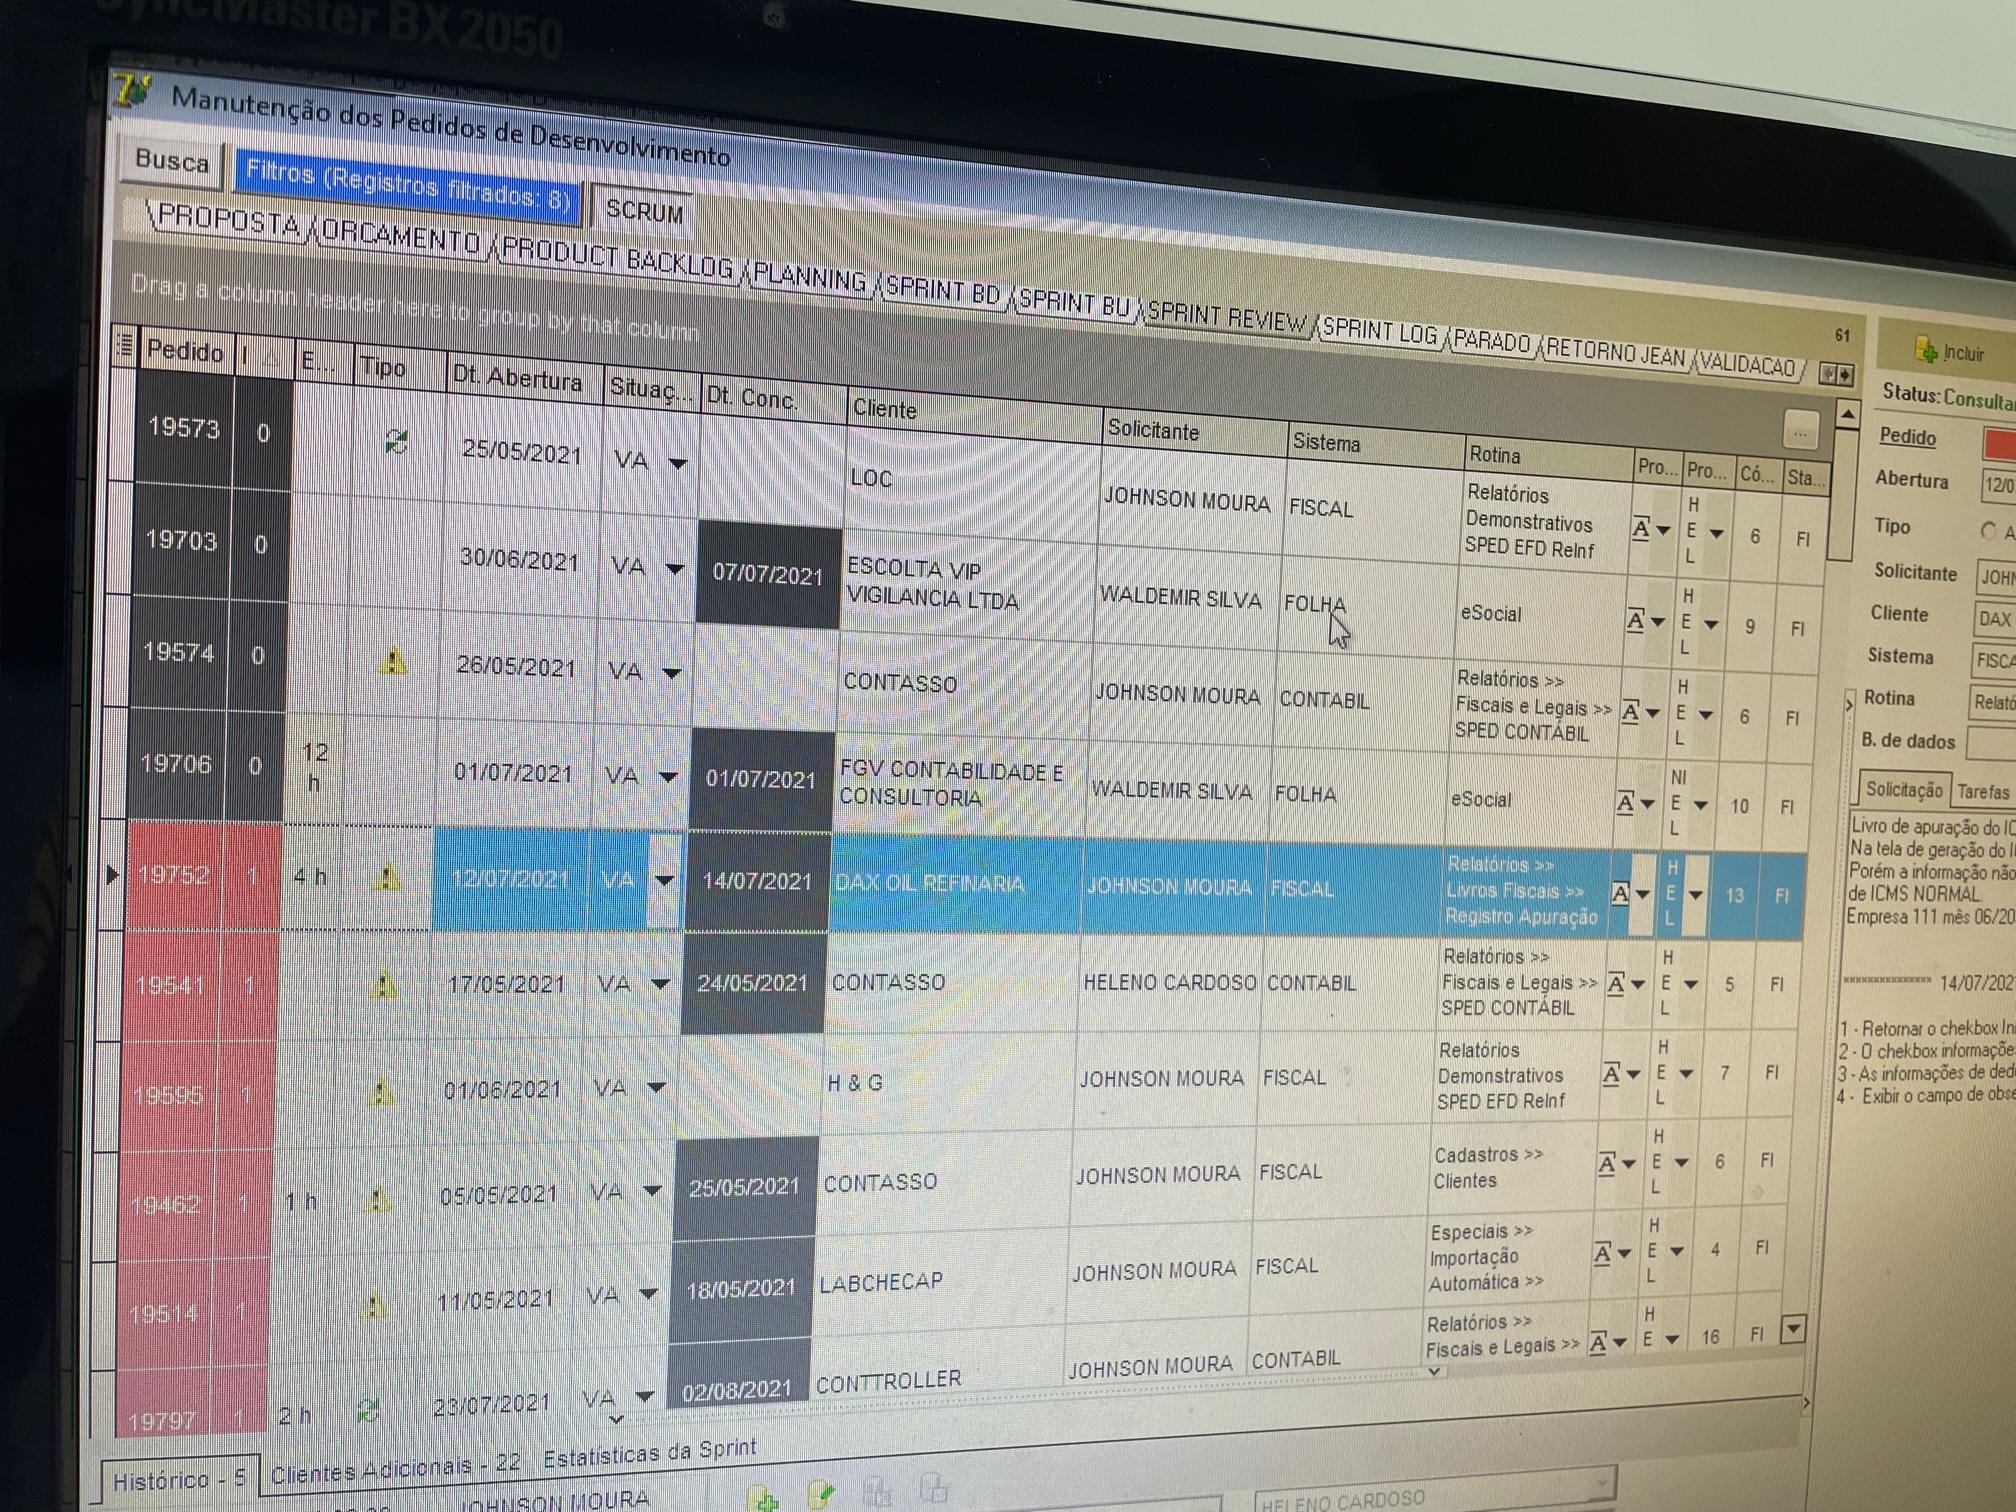 SyncMaster BX 2050
Manutenção dos Pedidos de Desenvolvimento
Busca Filtros (Registros filtrados: 8) SCRUM
PROPOSTA ORCAMENTO PRODUCT BACKLOG PLANNING SPRINT BD SPRINT BU SPRINT REVIEW SPRINT LOG PARADO RETORNO JEAN VALIDACAO
61
Drag a column header here to group by that column
...
Pedido I E... Tipo Dt. Abertura Situaç... Dt. Conc. Cliente Solicitante Sistema Rotina Pro... Pro... Có... Sta...
19573 0 25/05/2021 VA LOC JOHNSON MOURA FISCAL Relatórios Demonstrativos SPED EFD ReInf A HEL 6 FI
19703 0 30/06/2021 VA 07/07/2021 ESCOLTA VIP VIGILANCIA LTDA WALDEMIR SILVA FOLHA eSocial A HEL 9 FI
19574 0 26/05/2021 VA CONTASSO JOHNSON MOURA CONTABIL Relatórios >> Fiscais e Legais >> SPED CONTÁBIL A HEL 6 FI
19706 0 12 h 01/07/2021 VA 01/07/2021 FGV CONTABILIDADE E CONSULTORIA WALDEMIR SILVA FOLHA eSocial A NIEL 10 FI
19752 1 4 h 12/07/2021 VA 14/07/2021 DAX OIL REFINARIA JOHNSON MOURA FISCAL Relatórios >> Livros Fiscais >> Registro Apuração A HEL 13 FI
19541 1 17/05/2021 VA 24/05/2021 CONTASSO HELENO CARDOSO CONTABIL Relatórios >> Fiscais e Legais >> SPED CONTÁBIL A HEL 5 FI
19595 1 01/06/2021 VA H & G JOHNSON MOURA FISCAL Relatórios Demonstrativos SPED EFD ReInf A HEL 7 FI
19462 1 1 h 05/05/2021 VA 25/05/2021 CONTASSO JOHNSON MOURA FISCAL Cadastros >> Clientes A HEL 6 FI
19514 1 11/05/2021 VA 18/05/2021 LABCHECAP JOHNSON MOURA FISCAL Especiais >> Importação Automática >> A HEL 4 FI
19797 1 2 h 23/07/2021 VA 02/08/2021 CONTTROLLER JOHNSON MOURA CONTABIL Relatórios >> Fiscais e Legais >> A HE 16 FI
Histórico - 5 Clientes Adicionais - 22 Estatísticas da Sprint
JOHNSON MOURA
HELENO CARDOSO
Incluir
Status: Consulta
Pedido
Abertura 12/0
Tipo A
Solicitante JOHN
Cliente DAX
Sistema FISCA
Rotina Relató
B. de dados
Solicitação Tarefas
Livro de apuração do IC
Na tela de geração do
Porém a informação não
de ICMS NORMAL.
Empresa 111 mês 06/20
14/07/202
1 - Retornar o chekbox In
2 - O chekbox informaçõe
3 - As informações de ded
4 - Exibir o campo de obse